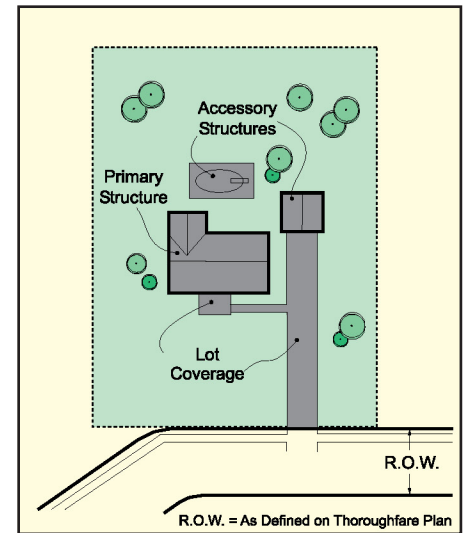 Accessory
Structures
Primary
Structure
Lot
Coverage
R.O.W.
R.O.W. = As Defined on Thoroughfare Plan